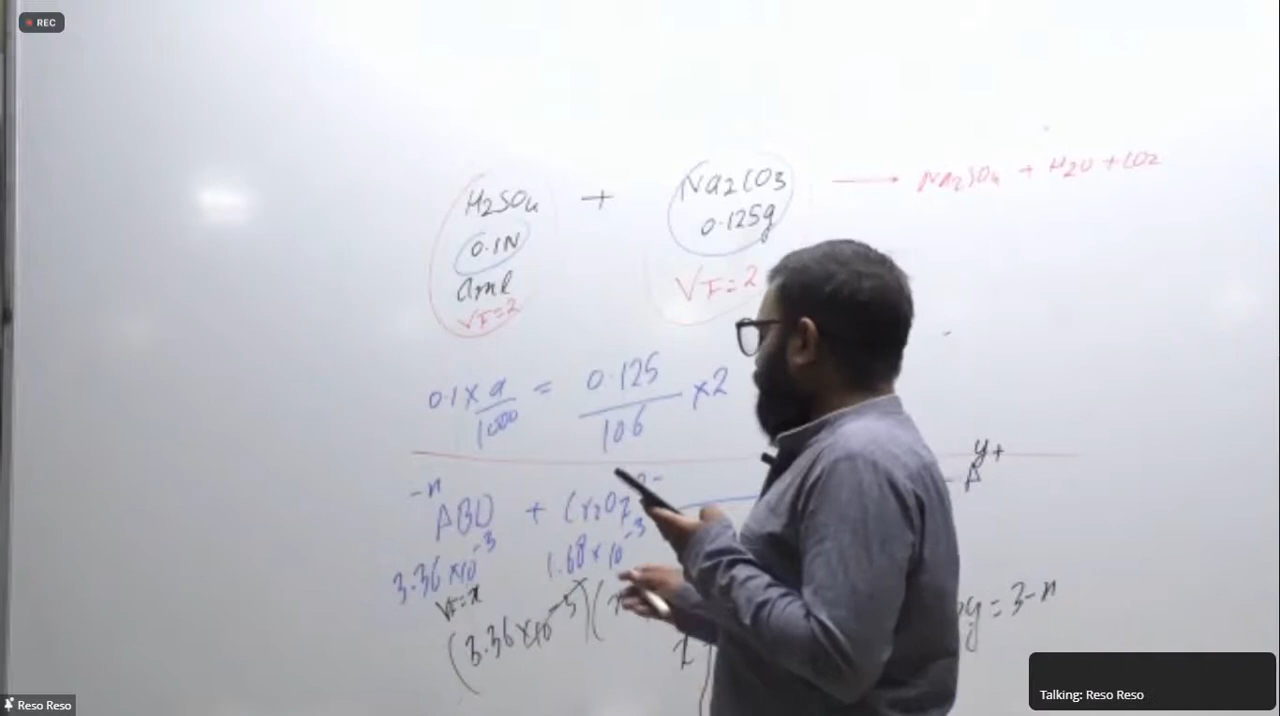 REC
H2SO4 + Na2CO3 → Na2SO4 + H2O + CO2
0.1N 0.125g
aml
VF=2 VF=2
0.1 × a/1000 = 0.125/106 × 2
ABD + Cr2O7 2-
3.36×10^-3 1.68×10^-3
VF=x
(3.36×10^-3)(x
y = 3-n
Talking: Reso Reso
Reso Reso